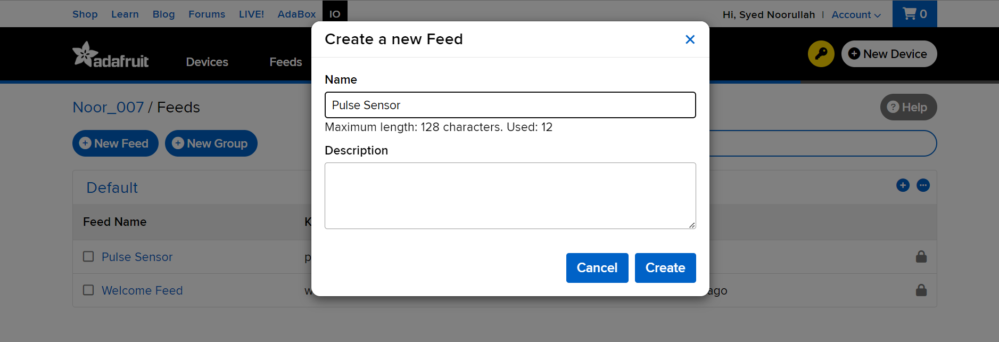 Shop Learn Blog Forums LIVE! AdaBox IO Hi, Syed Noorullah | Account 0
Create a new Feed
adafruit Devices Feeds New Device
Name
Pulse Sensor
Maximum length: 128 characters. Used: 12
Noor_007 / Feeds
? Help
New Feed New Group
Description
Default
Feed Name K
Pulse Sensor p
Cancel Create
Welcome Feed w ago